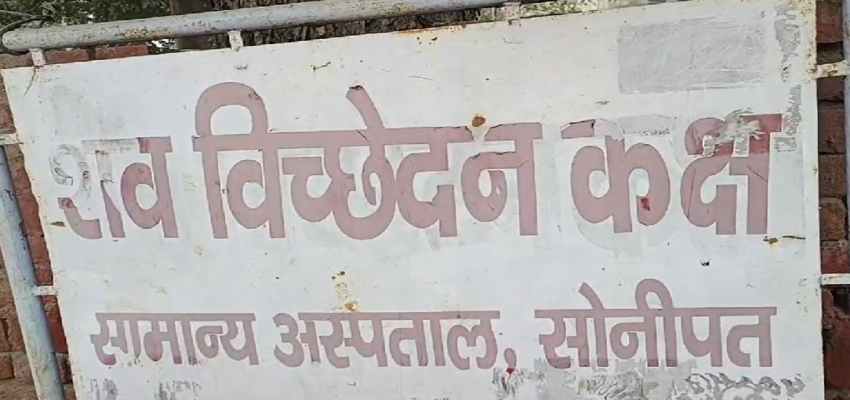 शव विच्छेदन कक्ष
सामान्य अस्पताल, सोनीपत